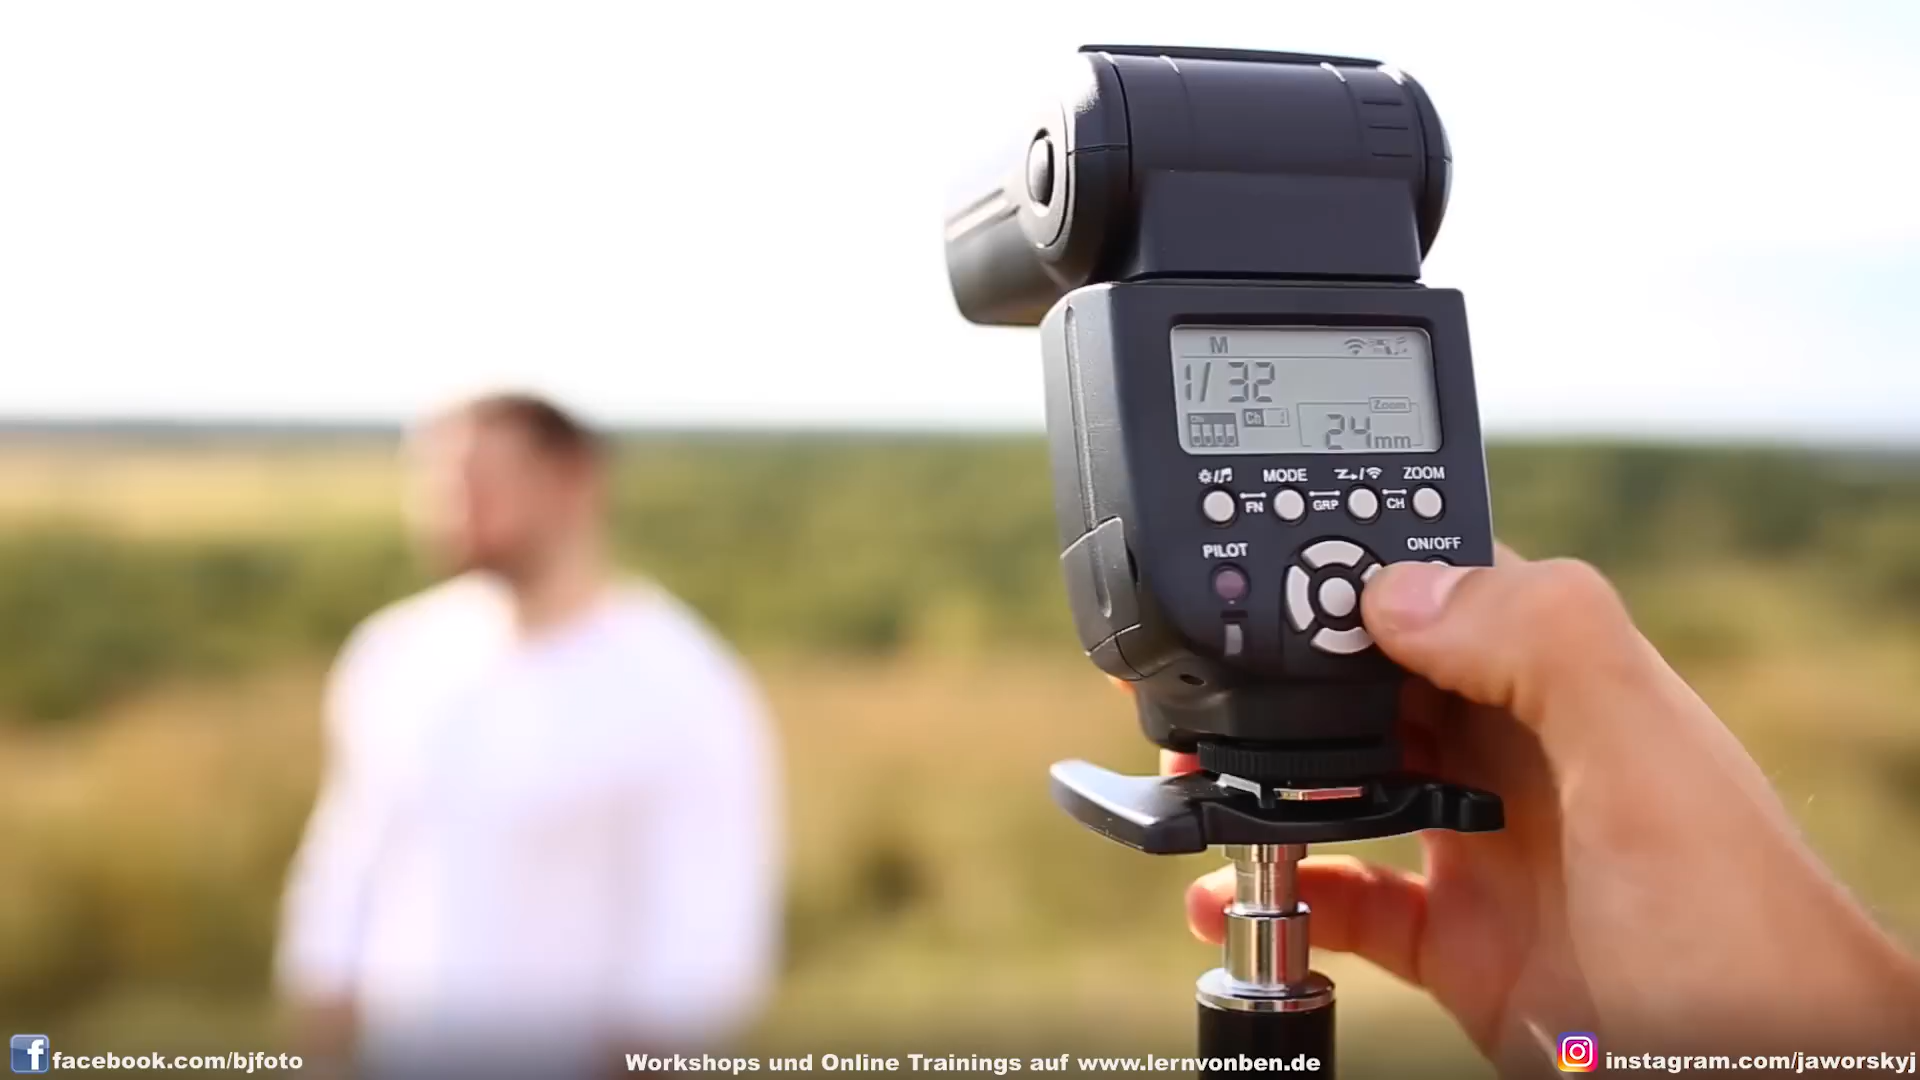 M
1/32
Ch 1
Zoom
24mm
MODE
ZOOM
FN
GRP
CH
PILOT
ON/OFF
facebook.com/bjfoto
Workshops und Online Trainings auf www.lernvonben.de
instagram.com/jaworskyj